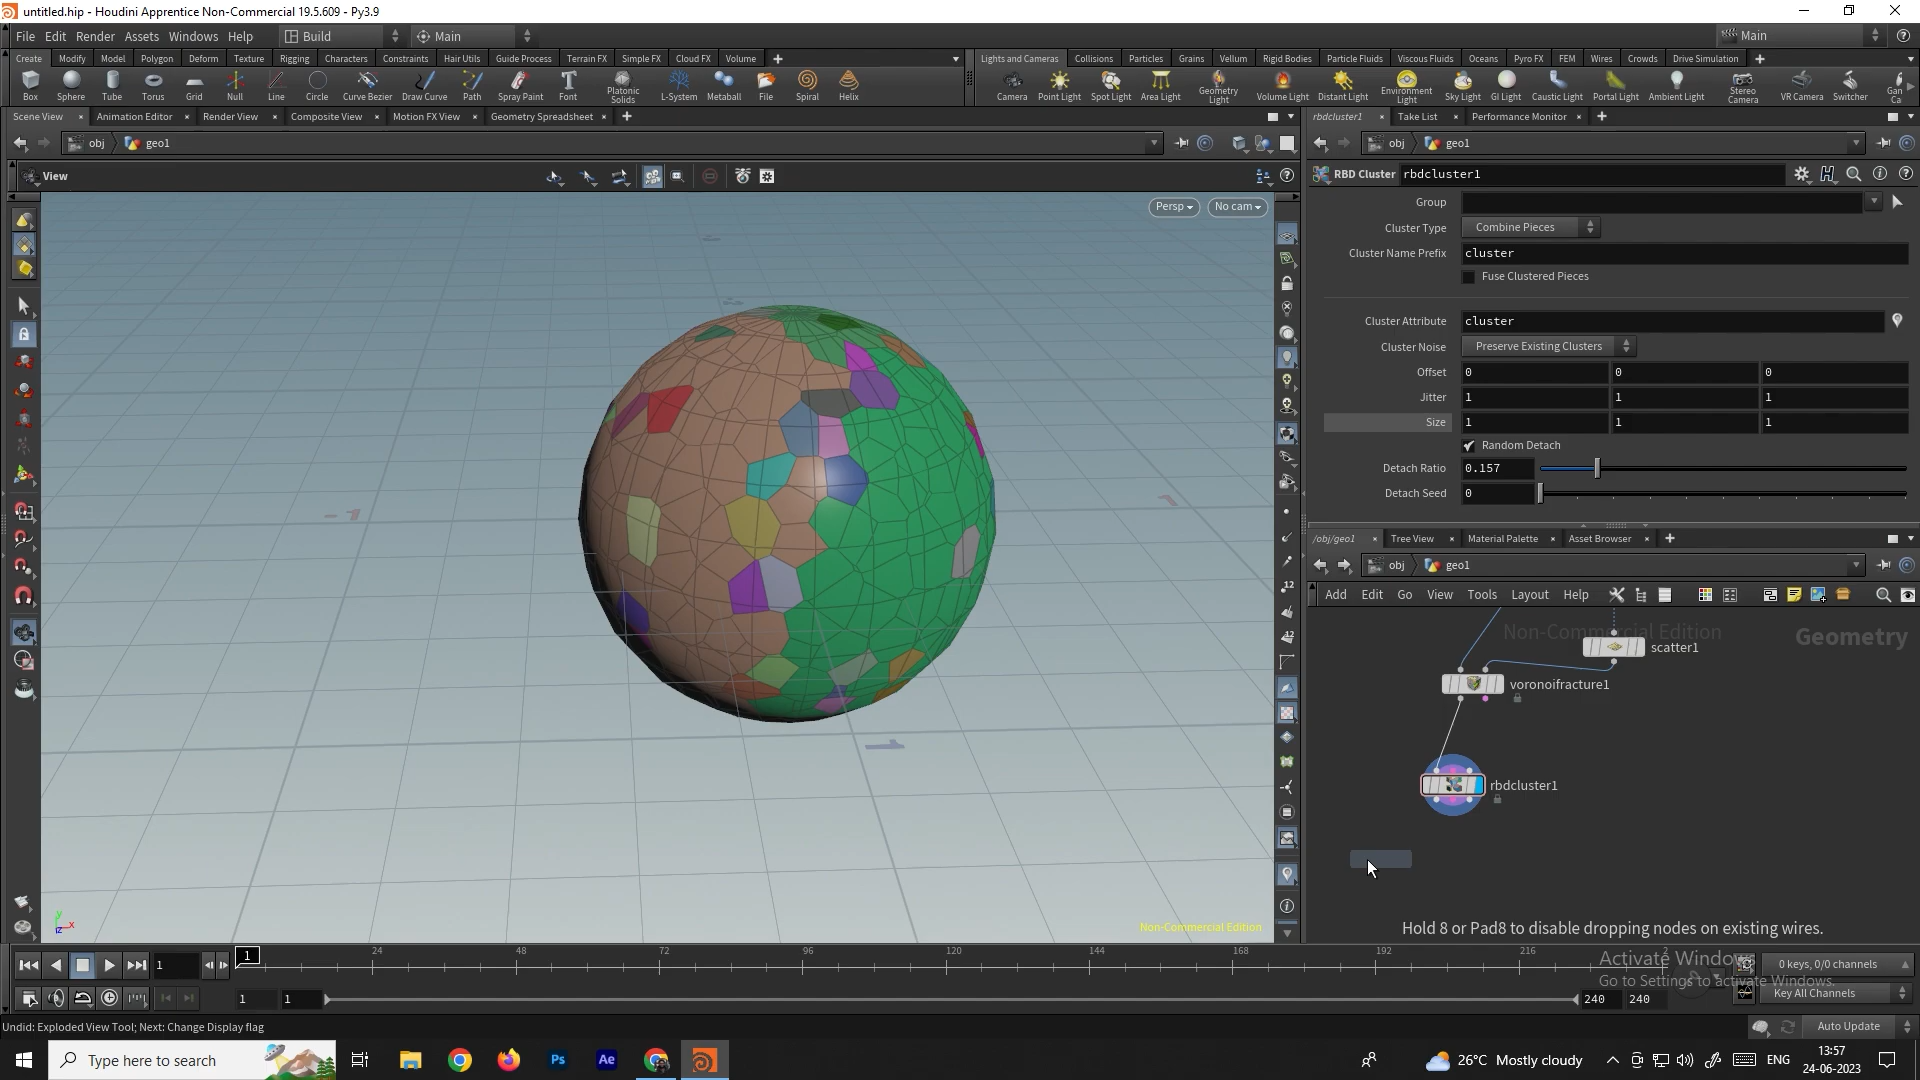 untitled.hip - Houdini Apprentice Non-Commercial 19.5.609 - Py3.9
File Edit Render Assets Windows Help Build Main Main
Create Modify Model Polygon Deform Texture Rigging Characters Constraints Hair Utils Guide Process Terrain FX Simple FX Cloud FX Volume
Lights and Cameras Collisions Particles Grains Vellum Rigid Bodies Particle Fluids Viscous Fluids Oceans Pyro FX FEM Wires Crowds Drive Simulation
Box Sphere Tube Torus Grid Null Line Circle Curve Bezier Draw Curve Path Spray Paint Font Platonic Solids L-System Metaball File Spiral Helix
Camera Point Light Spot Light Area Light Geometry Light Volume Light Distant Light Environment Light Sky Light GI Light Caustic Light Portal Light Ambient Light Stereo Camera VR Camera Switcher Gan Ca
Scene View Animation Editor Render View Composite View Motion FX View Geometry Spreadsheet
rbdcluster1 Take List Performance Monitor
obj geo1
obj geo1
View
RBD Cluster rbdcluster1
Persp No cam
Group
Cluster Type Combine Pieces
Cluster Name Prefix cluster
Fuse Clustered Pieces
Cluster Attribute cluster
Cluster Noise Preserve Existing Clusters
Offset 0 0 0
Jitter 1 1 1
Size 1 1 1
Random Detach
Detach Ratio 0.157
Detach Seed 0
/obj/geo1 Tree View Material Palette Asset Browser
obj geo1
Add Edit Go View Tools Layout Help
Non-Commercial Edition
Geometry
scatter1
voronoifracture1
rbdcluster1
Hold 8 or Pad8 to disable dropping nodes on existing wires.
Non-Commercial Edition
1 1 24 48 72 96 120 144 168 192 216 2
Activate Windows
Go to Settings to activate Windows.
0 keys, 0/0 channels
1 1 240 240
Key All Channels
Undid: Exploded View Tool; Next: Change Display flag
Auto Update
Type here to search
Ps
Ae
26°C Mostly cloudy
ENG
13:57
24-06-2023